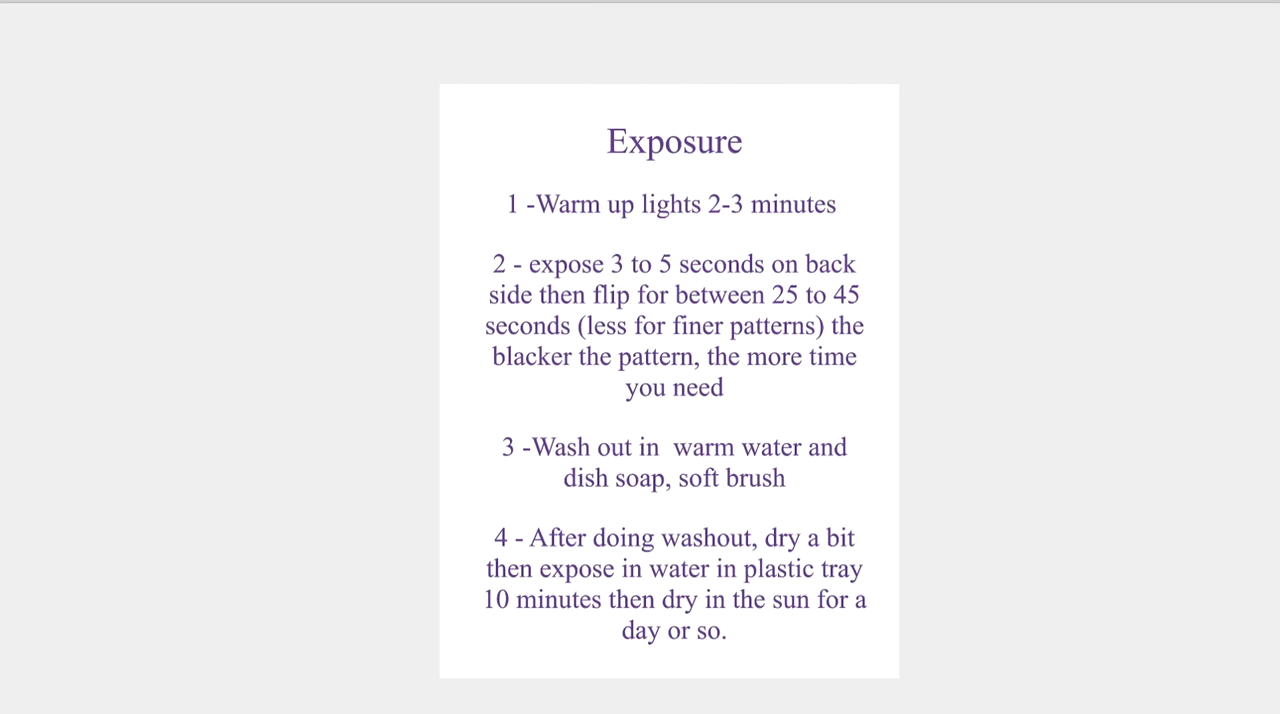 Exposure
1 -Warm up lights 2-3 minutes
2 - expose 3 to 5 seconds on back
side then flip for between 25 to 45
seconds (less for finer patterns) the
blacker the pattern, the more time
you need
3 -Wash out in  warm water and
dish soap, soft brush
4 - After doing washout, dry a bit
then expose in water in plastic tray
10 minutes then dry in the sun for a
day or so.